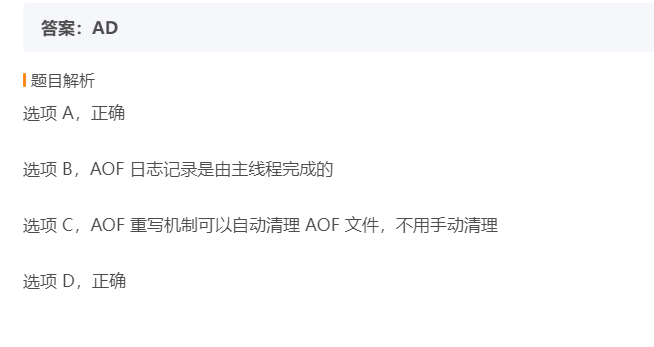 答案：AD
题目解析
选项 A，正确
选项 B，AOF 日志记录是由主线程完成的
选项 C，AOF 重写机制可以自动清理 AOF 文件，不用手动清理
选项 D，正确